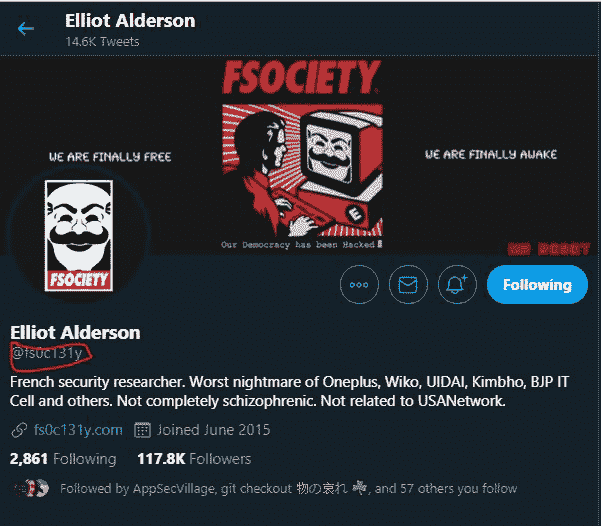 Elliot Alderson
14.6K Tweets
FSOCIETY
WE ARE FINALLY FREE
WE ARE FINALLY AWAKE
E
Our Democracy has been Hacked
MR ROBOT
FSOCIETY
Following
Elliot Alderson
@fs0c131y
French security researcher. Worst nightmare of Oneplus, Wiko, UIDAI, Kimbho, BJP IT
Cell and others. Not completely schizophrenic. Not related to USANetwork.
fs0c131y.com Joined June 2015
2,861 Following 117.8K Followers
Followed by AppSecVillage, git checkout 物の哀れ ☘, and 57 others you follow